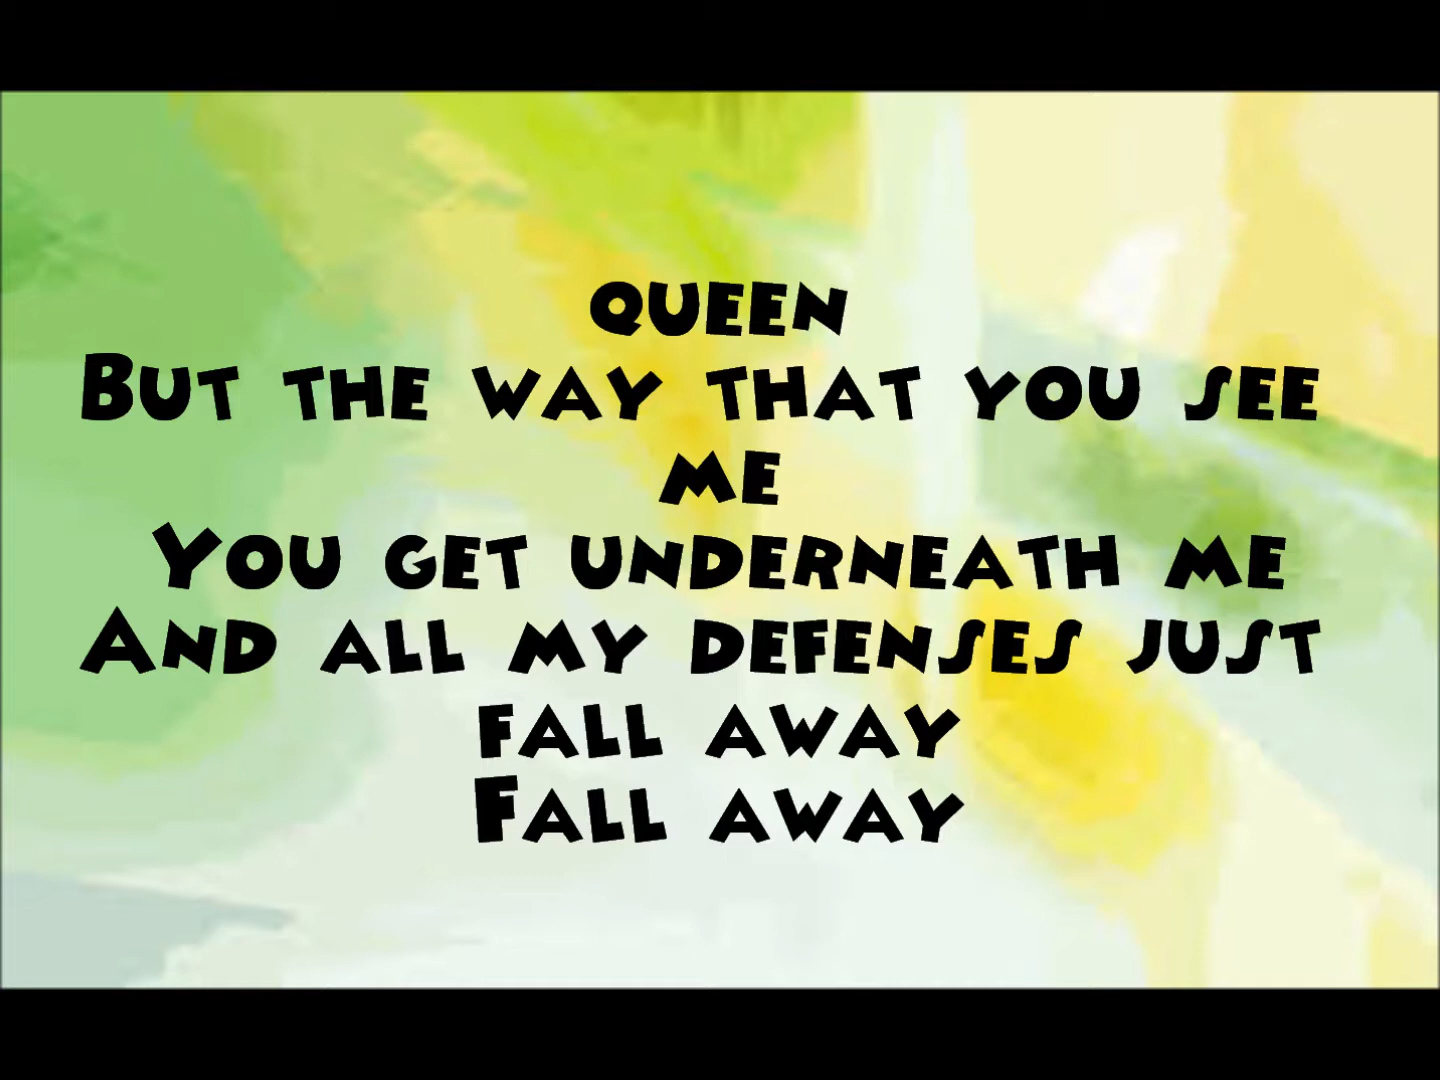 queen
But the way that you see
me
You get underneath me
And all my defenses just
fall away
Fall away